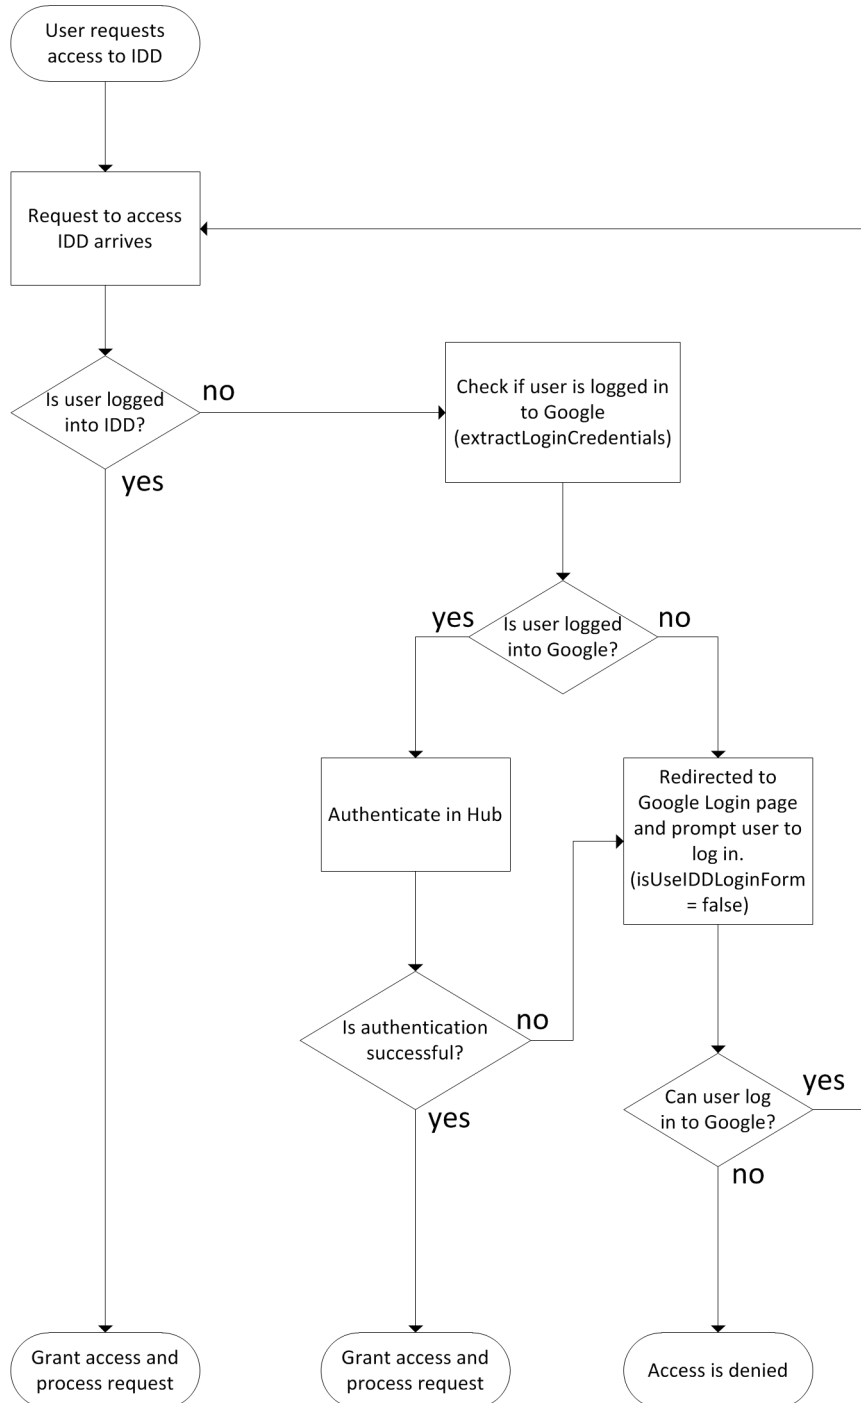 User requests
access to IDD
Request to access
IDD arrives
Is user logged
into IDD?
no
yes
Check if user is logged in
to Google
(extractLoginCredentials)
Is user logged
into Google?
yes
no
Authenticate in Hub
Redirected to
Google Login page
and prompt user to
log in.
(isUseIDDLoginForm
= false)
Is authentication
successful?
no
yes
Can user log
in to Google?
yes
no
Grant access and
process request
Grant access and
process request
Access is denied